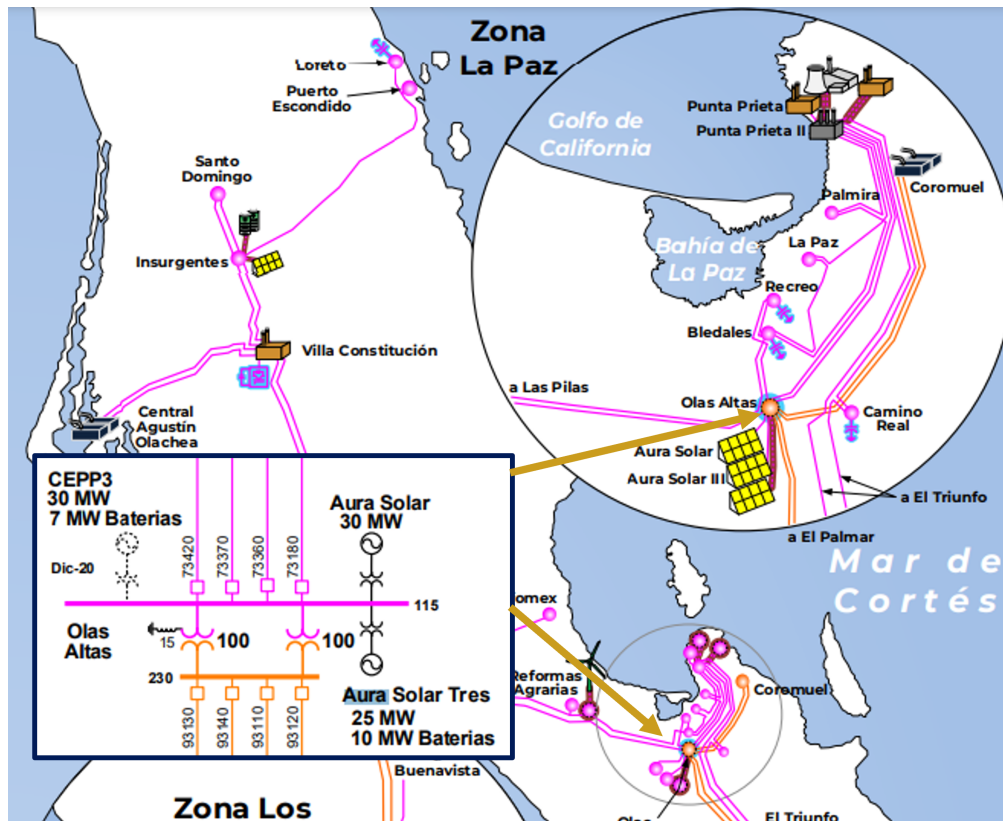 Zona
La Paz
Loreto
Puerto
Escondido
Santo
Domingo
Insurgentes
Villa Constitución
Central
Agustín
Olachea
Golfo de
California
Punta Prieta
Punta Prieta II
Coromuel
Palmira
Bahía de
La Paz
La Paz
Recreo
Bledales
a Las Pilas
Olas Altas
Camino
Real
Aura Solar
Aura Solar III
a El Triunfo
a El Palmar
CEPP3
30 MW
7 MW Baterias
Dic-20
73420
73370
73360
73180
Aura Solar
30 MW
115
Olas
Altas
15
100
100
230
93130
93140
93110
93120
Aura Solar Tres
25 MW
10 MW Baterias
Mar de
Cortés
omex
Reformas
Agrarias
Coromuel
Buenavista
Zona Los
Olas
El Triunfo